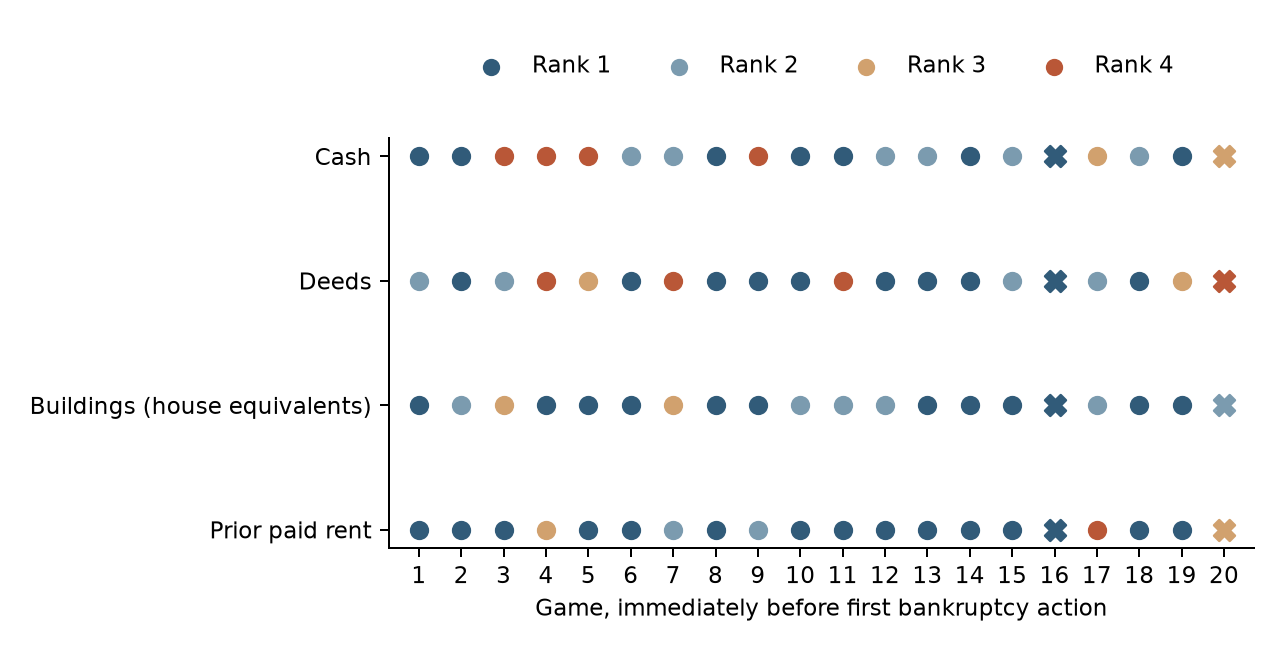 Rank 1 Rank 2 Rank 3 Rank 4
Cash
Deeds
Buildings (house equivalents)
Prior paid rent
1 2 3 4 5 6 7 8 9 10 11 12 13 14 15 16 17 18 19 20
Game, immediately before first bankruptcy action